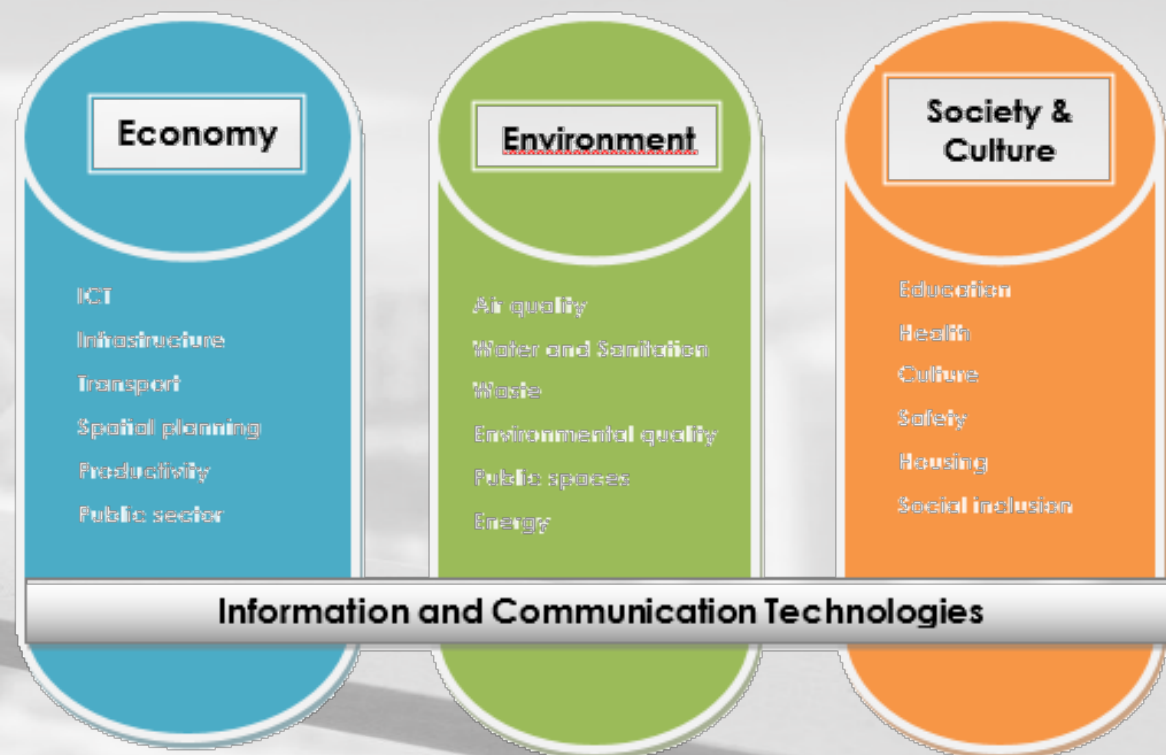 Economy
ICT
Infrastructure
Transport
Spatial planning
Productivity
Public sector
Environment
Air quality
Water and Sanitation
Waste
Environmental quality
Public spaces
Energy
Society &
Culture
Education
Health
Culture
Safety
Housing
Social inclusion
Information and Communication Technologies